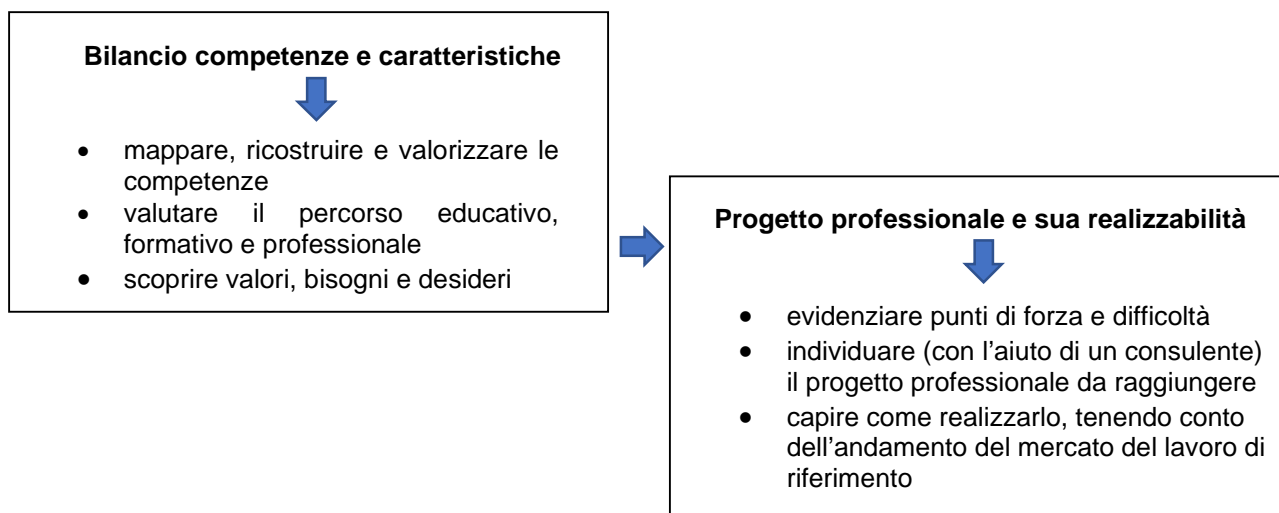 Bilancio competenze e caratteristiche
• mappare, ricostruire e valorizzare le
competenze
• valutare il percorso educativo,
formativo e professionale
• scoprire valori, bisogni e desideri
Progetto professionale e sua realizzabilità
• evidenziare punti di forza e difficoltà
• individuare (con l’aiuto di un consulente)
il progetto professionale da raggiungere
• capire come realizzarlo, tenendo conto
dell’andamento del mercato del lavoro di
riferimento